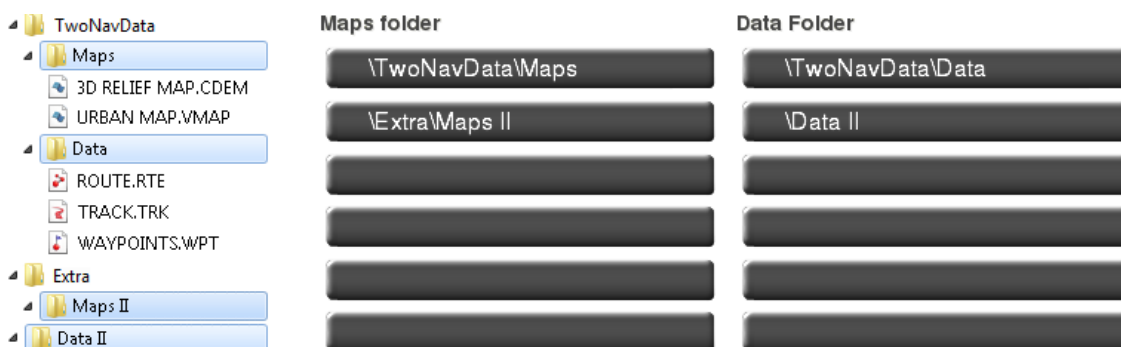 TwoNavData
Maps
3D RELIEF MAP.CDEM
URBAN MAP.VMAP
Data
ROUTE.RTE
TRACK.TRK
WAYPOINTS.WPT
Extra
Maps II
Data II
Maps folder
\TwoNavData\Maps
\Extra\Maps II
Data Folder
\TwoNavData\Data
\Data II